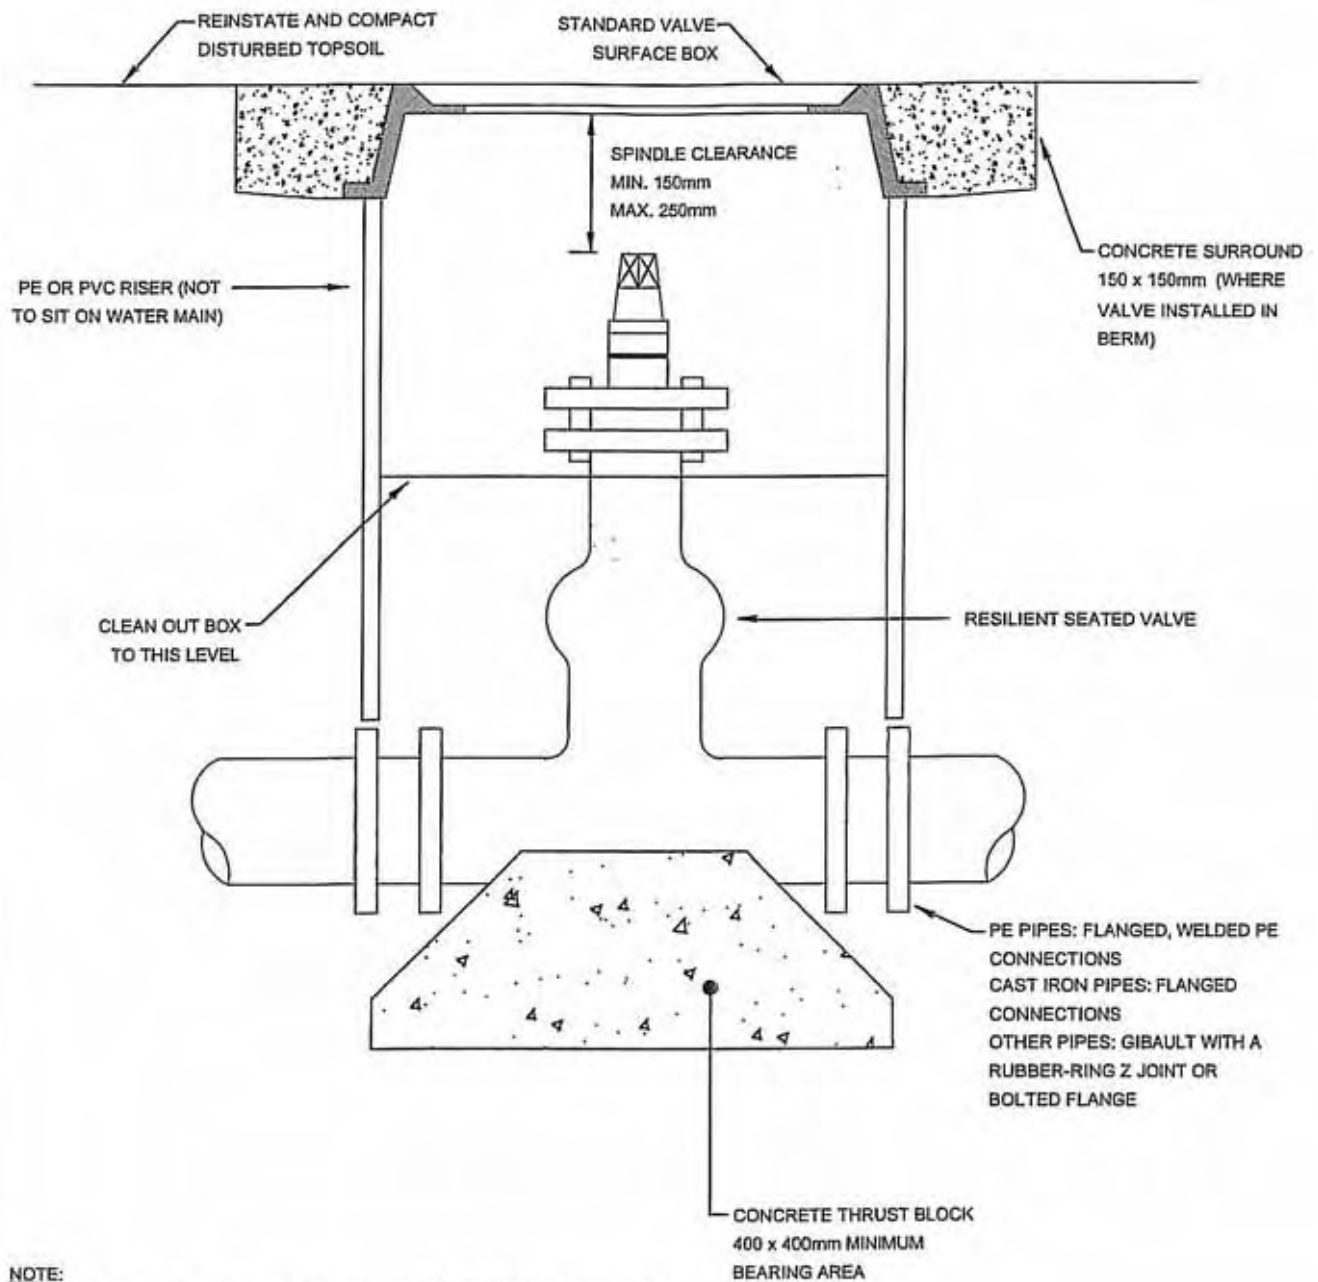 REINSTATE AND COMPACT
DISTURBED TOPSOIL
STANDARD VALVE
SURFACE BOX
SPINDLE CLEARANCE
MIN. 150mm
MAX. 250mm
PE OR PVC RISER (NOT
TO SIT ON WATER MAIN)
CONCRETE SURROUND
150 x 150mm (WHERE
VALVE INSTALLED IN
BERM)
CLEAN OUT BOX
TO THIS LEVEL
RESILIENT SEATED VALVE
PE PIPES: FLANGED, WELDED PE
CONNECTIONS
CAST IRON PIPES: FLANGED
CONNECTIONS
OTHER PIPES: GIBAULT WITH A
RUBBER-RING Z JOINT OR
BOLTED FLANGE
CONCRETE THRUST BLOCK
400 x 400mm MINIMUM
BEARING AREA
NOTE: